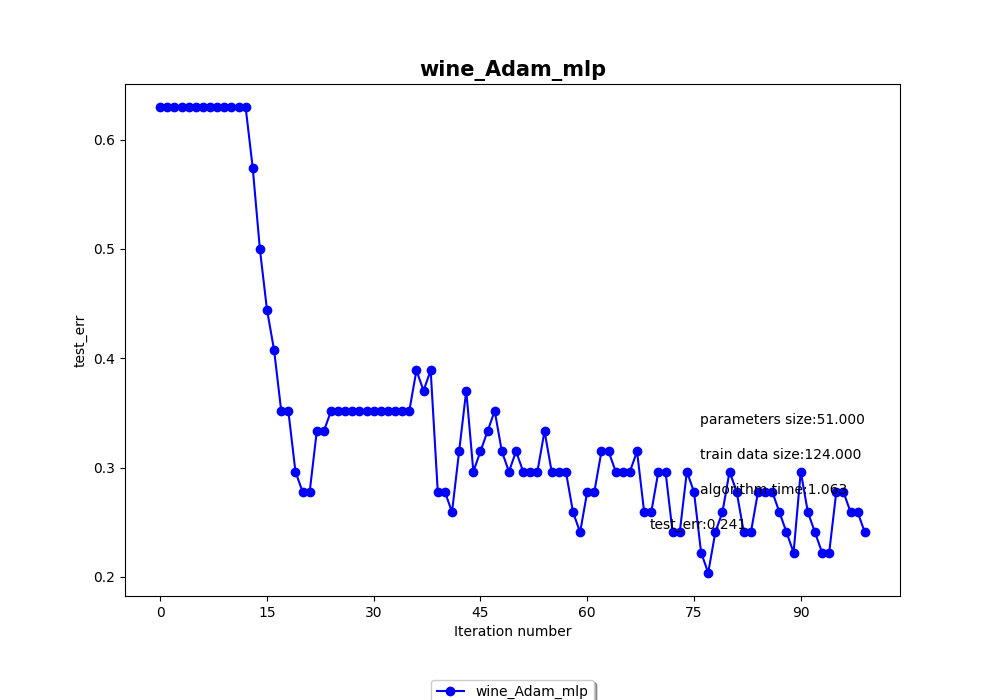 wine_Adam_mlp
test_err
0.6
0.5
0.4
0.3
0.2
parameters size:51.000
train data size:124.000
algorithm time:1.063
test_err:0.241
0 15 30 45 60 75 90
Iteration number
wine_Adam_mlp